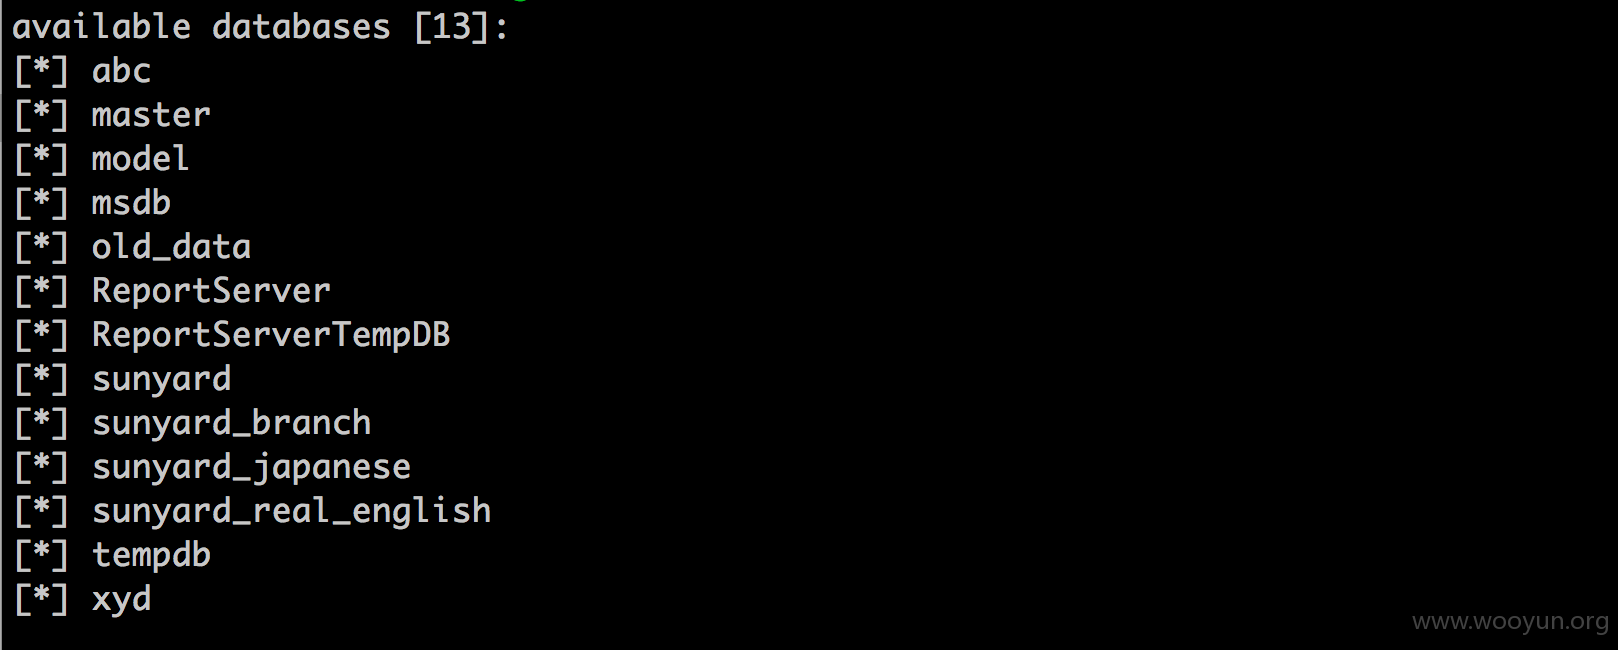 available databases [13]:
[*] abc
[*] master
[*] model
[*] msdb
[*] old_data
[*] ReportServer
[*] ReportServerTempDB
[*] sunyard
[*] sunyard_branch
[*] sunyard_japanese
[*] sunyard_real_english
[*] tempdb
[*] xyd
www.wooyun.org